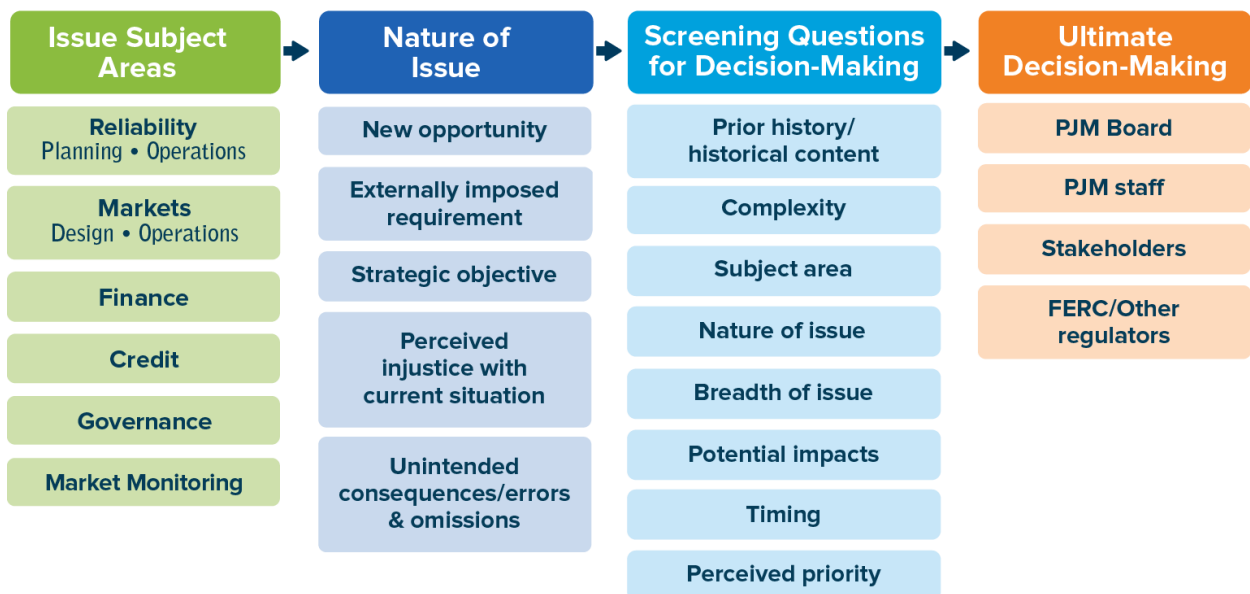 Issue Subject
Areas
Reliability
Planning • Operations
Markets
Design • Operations
Finance
Credit
Governance
Market Monitoring
Nature of
Issue
New opportunity
Externally imposed
requirement
Strategic objective
Perceived
injustice with
current situation
Unintended
consequences/errors
& omissions
Screening Questions
for Decision-Making
Prior history/
historical content
Complexity
Subject area
Nature of issue
Breadth of issue
Potential impacts
Timing
Perceived priority
Ultimate
Decision-Making
PJM Board
PJM staff
Stakeholders
FERC/Other
regulators